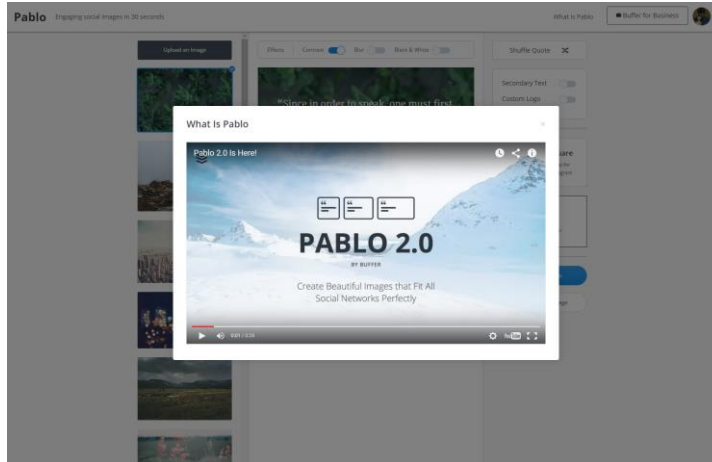 Pablo
Engaging social images in 30 seconds
What Is Pablo
Buffer for Business
Upload an Image
Effects
Contrast
Blur
Black & White
Shuffle Quote
"Since in order to speak, one must first
Secondary Text
Custom Logo
What Is Pablo
×
Pablo 2.0 Is Here!
PABLO 2.0
BY BUFFER
Create Beautiful Images that Fit All
Social Networks Perfectly
0:01 /
YouTube